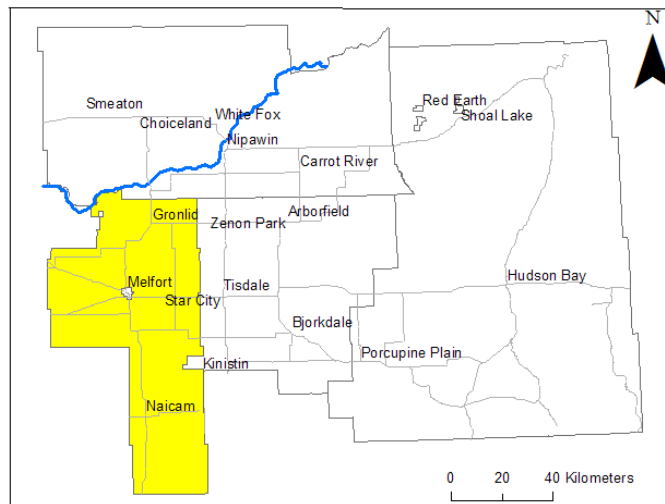 N
Smeaton
White Fox
Choiceland
Nipawin
Red Earth
Shoal Lake
Carrot River
Gronlid
Zenon Park
Arborfield
Melfort
Star City
Tisdale
Hudson Bay
Bjorkdale
Kinistin
Porcupine Plain
Naicam
0 20 40 Kilometers